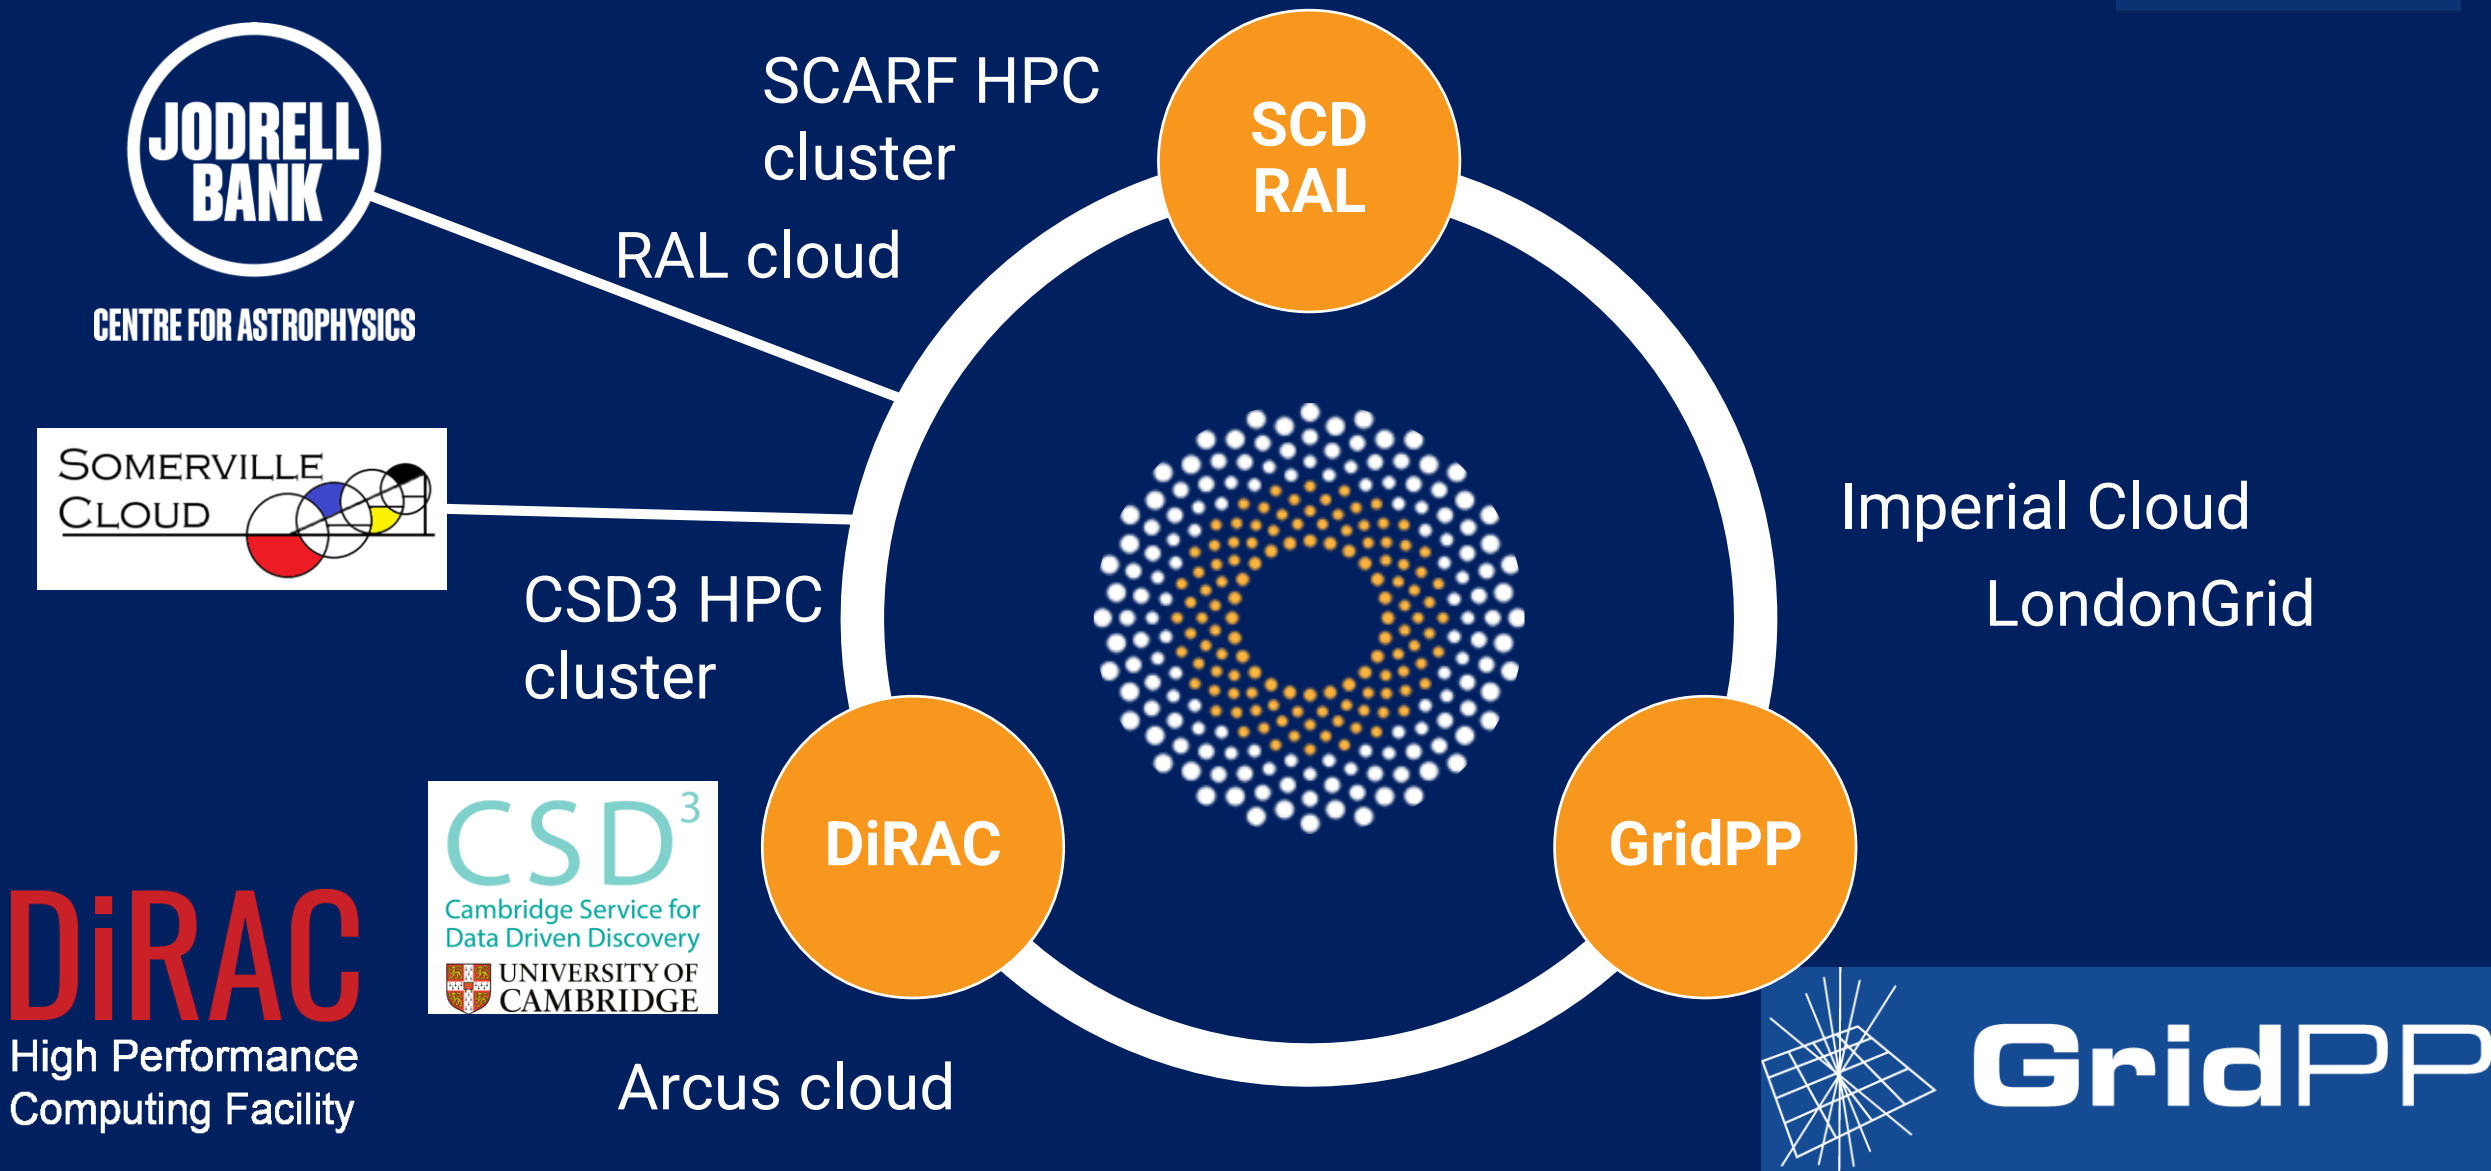 JODRELL
BANK
CENTRE FOR ASTROPHYSICS
SCARF HPC
cluster
RAL cloud
SCD
RAL
SOMERVILLE
CLOUD
CSD3 HPC
cluster
Imperial Cloud
LondonGrid
CSD3
Cambridge Service for
Data Driven Discovery
UNIVERSITY OF
CAMBRIDGE
DiRAC
GridPP
DiRAC
High Performance
Computing Facility
Arcus cloud
GridPP